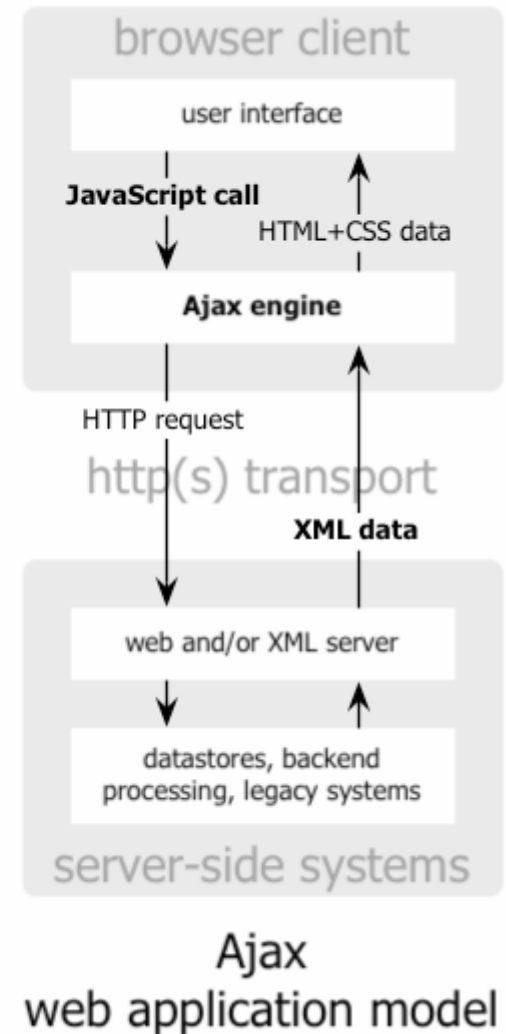 browser client
user interface
JavaScript call
HTML+CSS data
Ajax engine
HTTP request
http(s) transport
XML data
web and/or XML server
datastores, backend
processing, legacy systems
server-side systems
Ajax
web application model